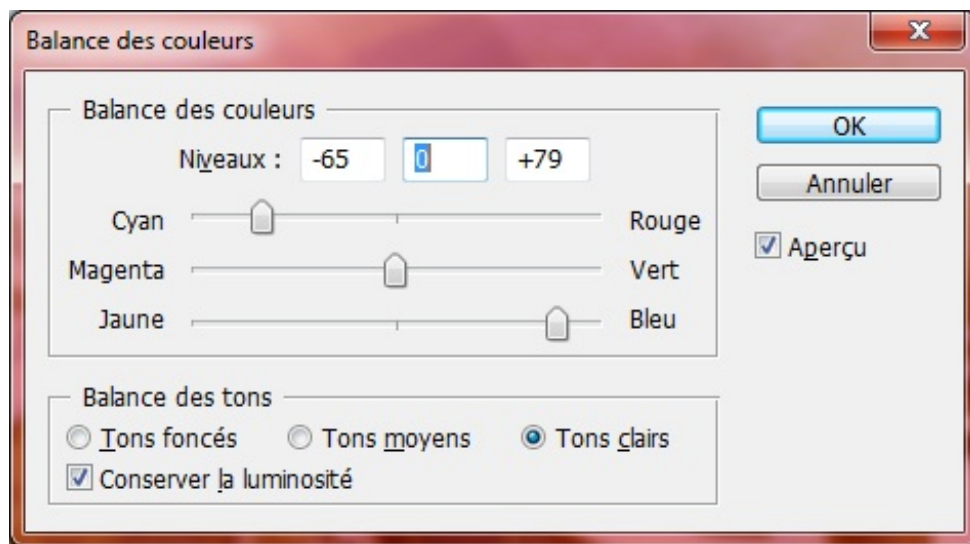 Balance des couleurs
Balance des couleurs
Niveaux : -65 0 +79
Cyan Rouge
Magenta Vert
Jaune Bleu
OK
Annuler
Aperçu
Balance des tons
Tons foncés Tons moyens Tons clairs
Conserver la luminosité